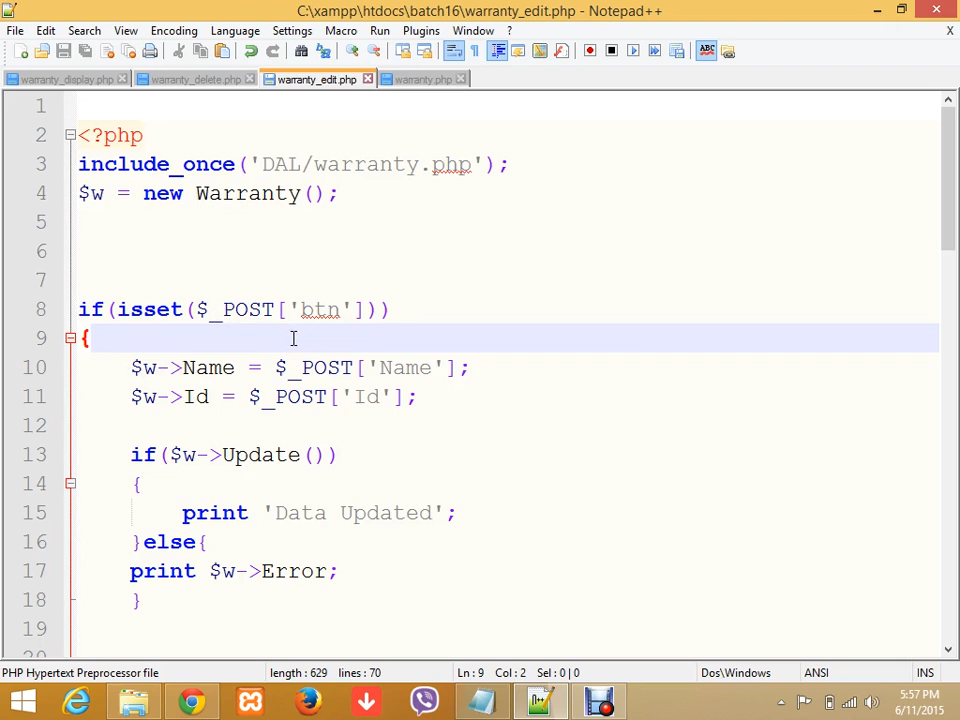 C:\xampp\htdocs\batch16\warranty_edit.php - Notepad++
File Edit Search View Encoding Language Settings Macro Run Plugins Window ? X
ABC
warranty_display.php warranty_delete.php warranty_edit.php warranty.php
1
2 <?php
3 include_once('DAL/warranty.php');
4 $w = new Warranty();
5
6
7
8 if(isset($_POST['btn']))
9 {
10 $w->Name = $_POST['Name'];
11 $w->Id = $_POST['Id'];
12
13 if($w->Update())
14 {
15 print 'Data Updated';
16 }else{
17 print $w->Error;
18 }
19
20
PHP Hypertext Preprocessor file length : 629 lines : 70 Ln : 9 Col : 2 Sel : 0 | 0 Dos\Windows ANSI INS
5:57 PM
6/11/2015